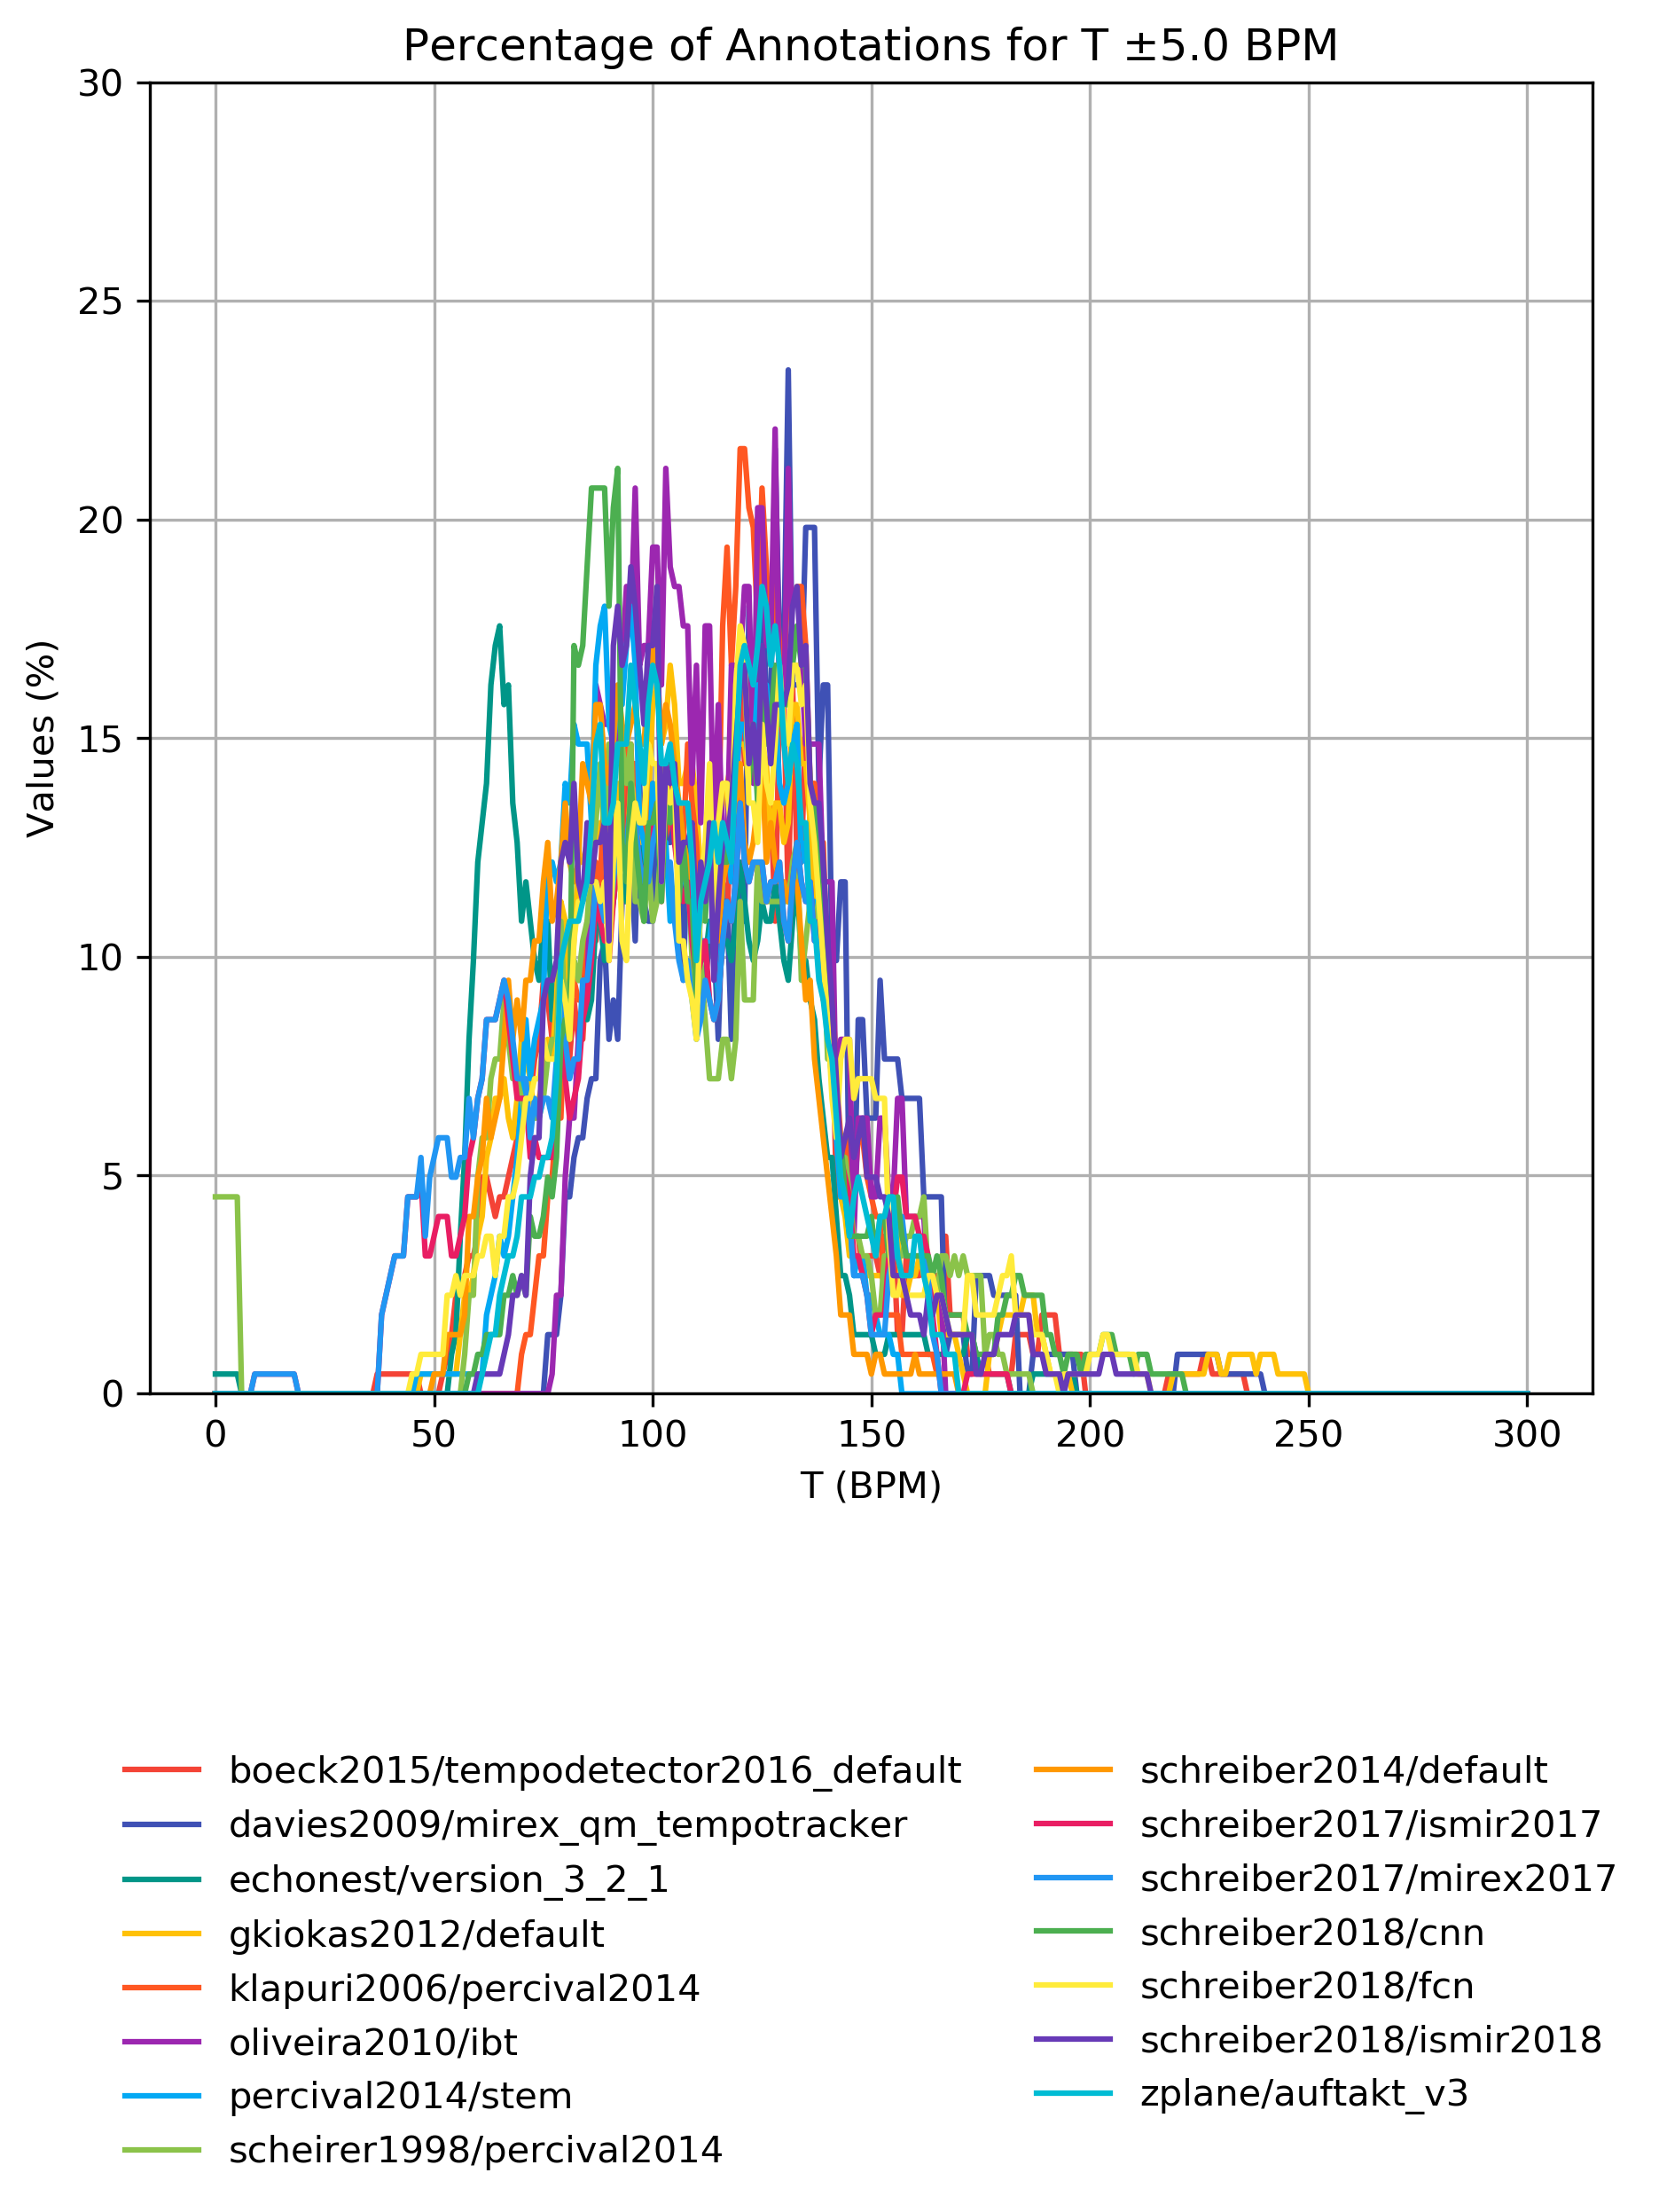 Percentage of Annotations for T ±5.0 BPM
30
25
20
15
10
5
0
Values (%)
0 50 100 150 200 250 300
T (BPM)
boeck2015/tempodetector2016_default
davies2009/mirex_qm_tempotracker
echonest/version_3_2_1
gkiokas2012/default
klapuri2006/percival2014
oliveira2010/ibt
percival2014/stem
scheirer1998/percival2014
schreiber2014/default
schreiber2017/ismir2017
schreiber2017/mirex2017
schreiber2018/cnn
schreiber2018/fcn
schreiber2018/ismir2018
zplane/auftakt_v3